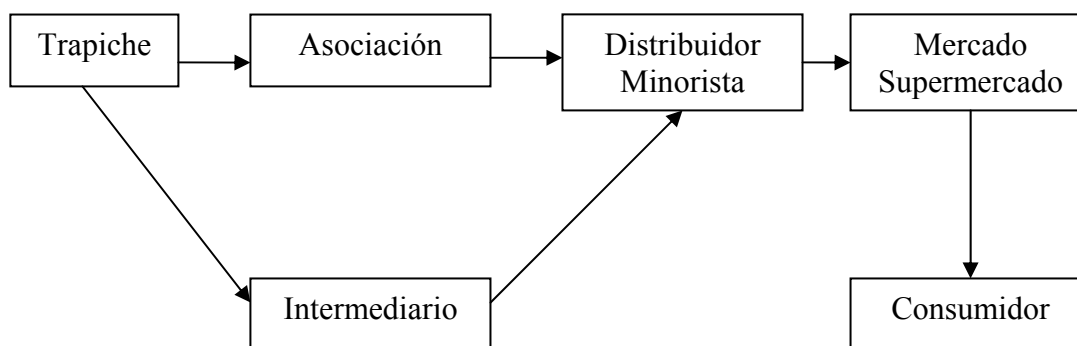 Trapiche
Asociación
Distribuidor
Minorista
Mercado
Supermercado
Intermediario
Consumidor